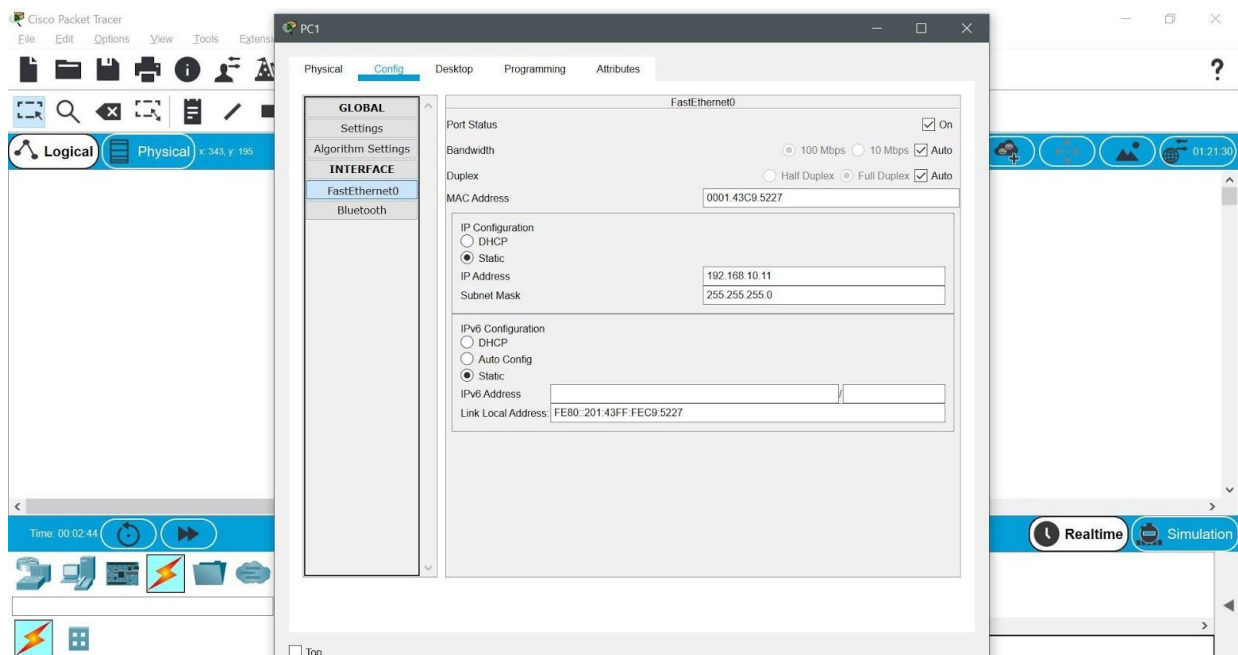 Cisco Packet Tracer
File Edit Options View Tools
PC1
Physical Config Desktop Programming Attributes
Logical Physical x: 343, y: 195
01:21:30
GLOBAL
Settings
Algorithm Settings
INTERFACE
FastEthernet0
Bluetooth
FastEthernet0
Port Status On
Bandwidth 100 Mbps 10 Mbps Auto
Duplex Half Duplex Full Duplex Auto
MAC Address 0001.43C9.5227
IP Configuration
DHCP
Static
IP Address 192.168.10.11
Subnet Mask 255.255.255.0
IPv6 Configuration
DHCP
Auto Config
Static
IPv6 Address /
Link Local Address: FE80::201:43FF:FEC9:5227
Time: 00:02:44
Realtime Simulation
Top